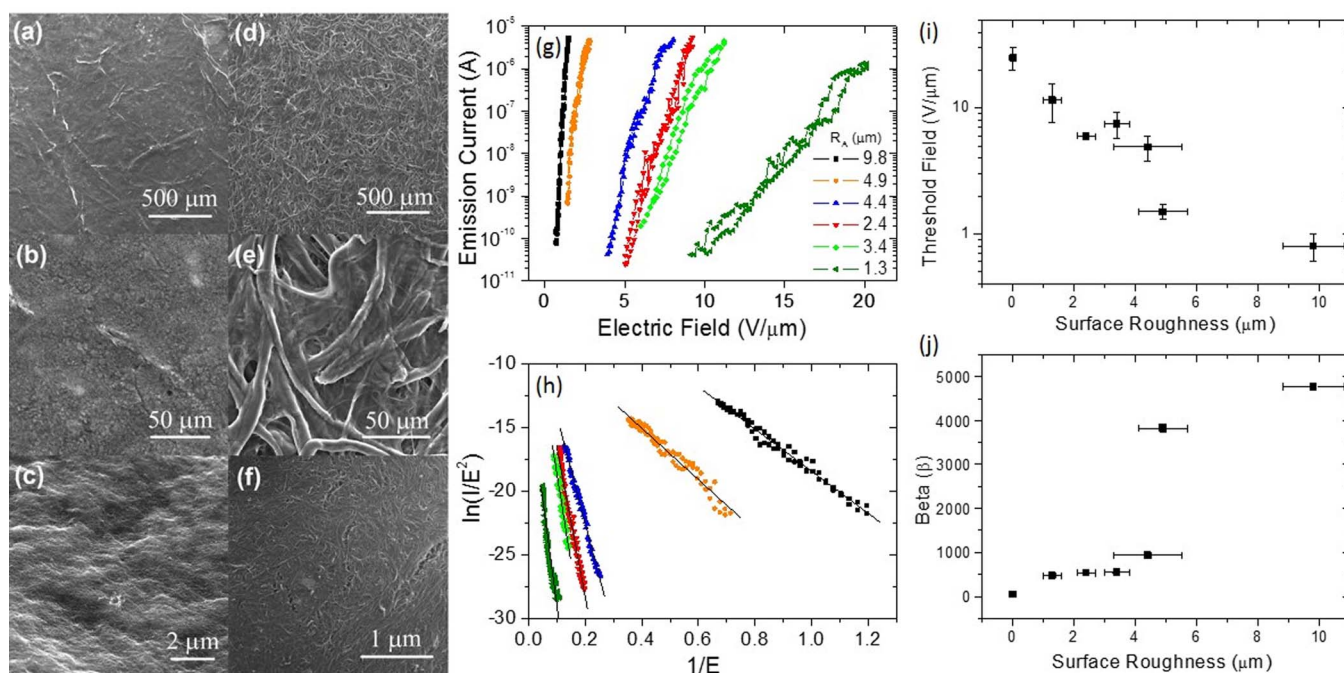 (a)
500 μm
(b)
50 μm
(c)
2 μm
(d)
500 μm
(e)
50 μm
(f)
1 μm
(g)
Emission Current (A)
10⁻⁵
10⁻⁶
10⁻⁷
10⁻⁸
10⁻⁹
10⁻¹⁰
10⁻¹¹
R_A (μm)
9.8
4.9
4.4
2.4
3.4
1.3
0 5 10 15 20
Electric Field (V/μm)
(h)
ln(I/E²)
-10
-15
-20
-25
-30
0.0 0.2 0.4 0.6 0.8 1.0 1.2
1/E
(i)
Threshold Field (V/μm)
10
1
0 2 4 6 8 10
Surface Roughness (μm)
(j)
Beta (β)
5000
4000
3000
2000
1000
0
0 2 4 6 8 10
Surface Roughness (μm)